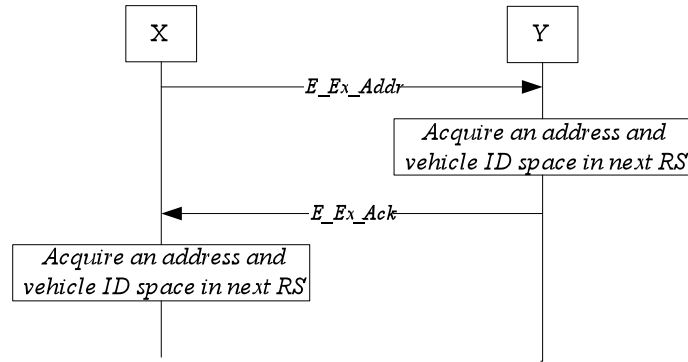 X
Y
E_Ex_Addr
Acquire an address and
vehicle ID space in next RS
E_Ex_Ack
Acquire an address and
vehicle ID space in next RS